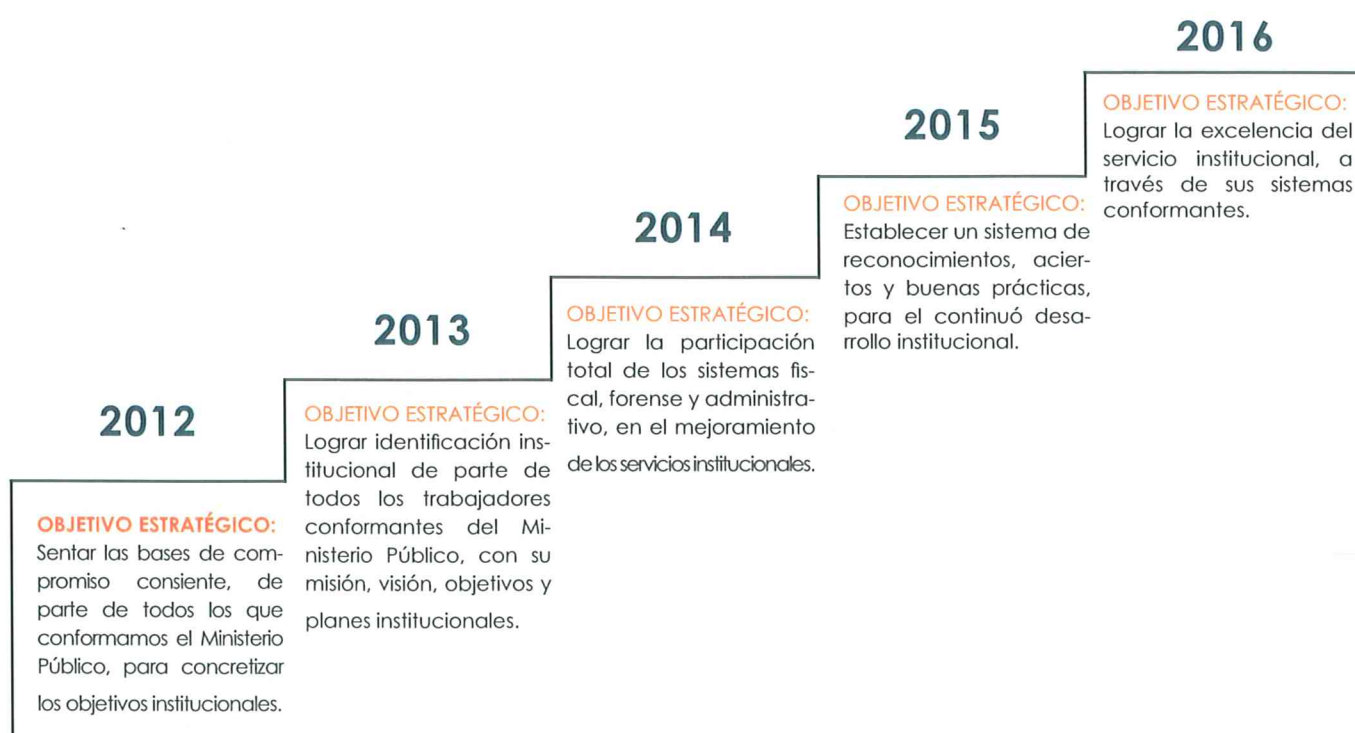 2012
OBJETIVO ESTRATÉGICO:
Sentar las bases de com-
promiso consiente, de
parte de todos los que
conformamos el Ministerio
Público, para concretizar
los objetivos institucionales.
2013
OBJETIVO ESTRATÉGICO:
Lograr identificación ins-
titucional de parte de
todos los trabajadores
conformantes del Mi-
nisterio Público, con su
misión, visión, objetivos y
planes institucionales.
2014
OBJETIVO ESTRATÉGICO:
Lograr la participación
total de los sistemas fis-
cal, forense y administra-
tivo, en el mejoramiento
de los servicios institucionales.
2015
OBJETIVO ESTRATÉGICO:
Establecer un sistema de
reconocimientos, acier-
tos y buenas prácticas,
para el continuó desa-
rrollo institucional.
2016
OBJETIVO ESTRATÉGICO:
Lograr la excelencia del
servicio institucional, a
través de sus sistemas
conformantes.